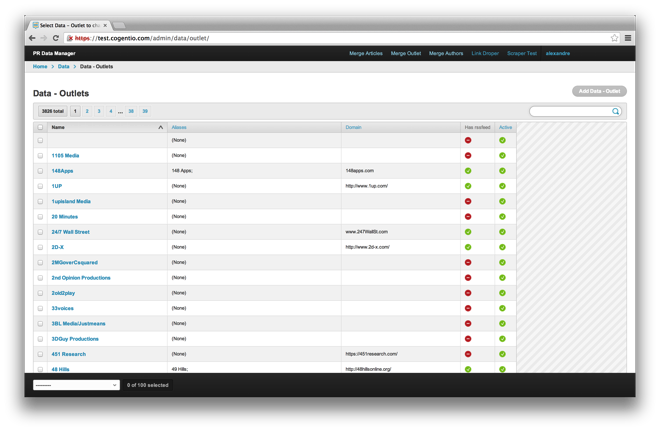 Select Data - Outlet to cha ×
https://test.cogentio.com/admin/data/outlet/
PR Data Manager Merge Articles Merge Outlet Merge Authors Link Droper Scraper Test alexandre
Home › Data › Data - Outlets
Data - Outlets Add Data - Outlet
3826 total 1 2 3 4 ... 38 39
Name Aliases Domain Has rssfeed Active
(None)
1105 Media (None)
148Apps 148 Apps; 148apps.com
1UP (None) http://www.1up.com/
1upisland Media (None)
20 Minutes (None)
24/7 Wall Street (None) www.247WallSt.com
2D-X (None) http://www.2d-x.com/
2MGoverCsquared (None)
2nd Opinion Productions (None)
2old2play (None)
33voices (None)
3BL Media/Justmeans (None)
3DGuy Productions (None)
451 Research (None) https://451research.com/
48 Hills 48 Hills; http://48hillsonline.org/
--------- 0 of 100 selected